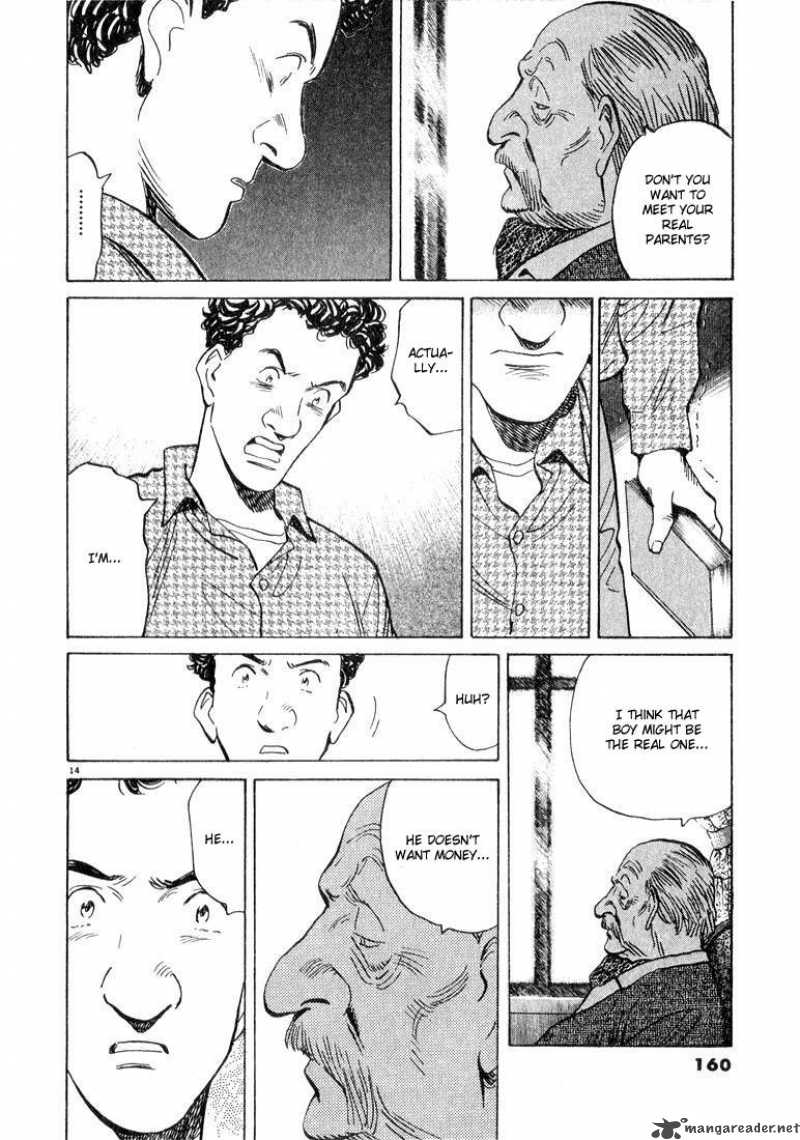 DON'T YOU
WANT TO
MEET YOUR
REAL
PARENTS?
.........
ACTUA-
LLY...
I'M...
I THINK THAT
BOY MIGHT BE
THE REAL ONE...
HUH?
14
HE DOESN'T
WANT MONEY...
HE...
160
mangareader.net